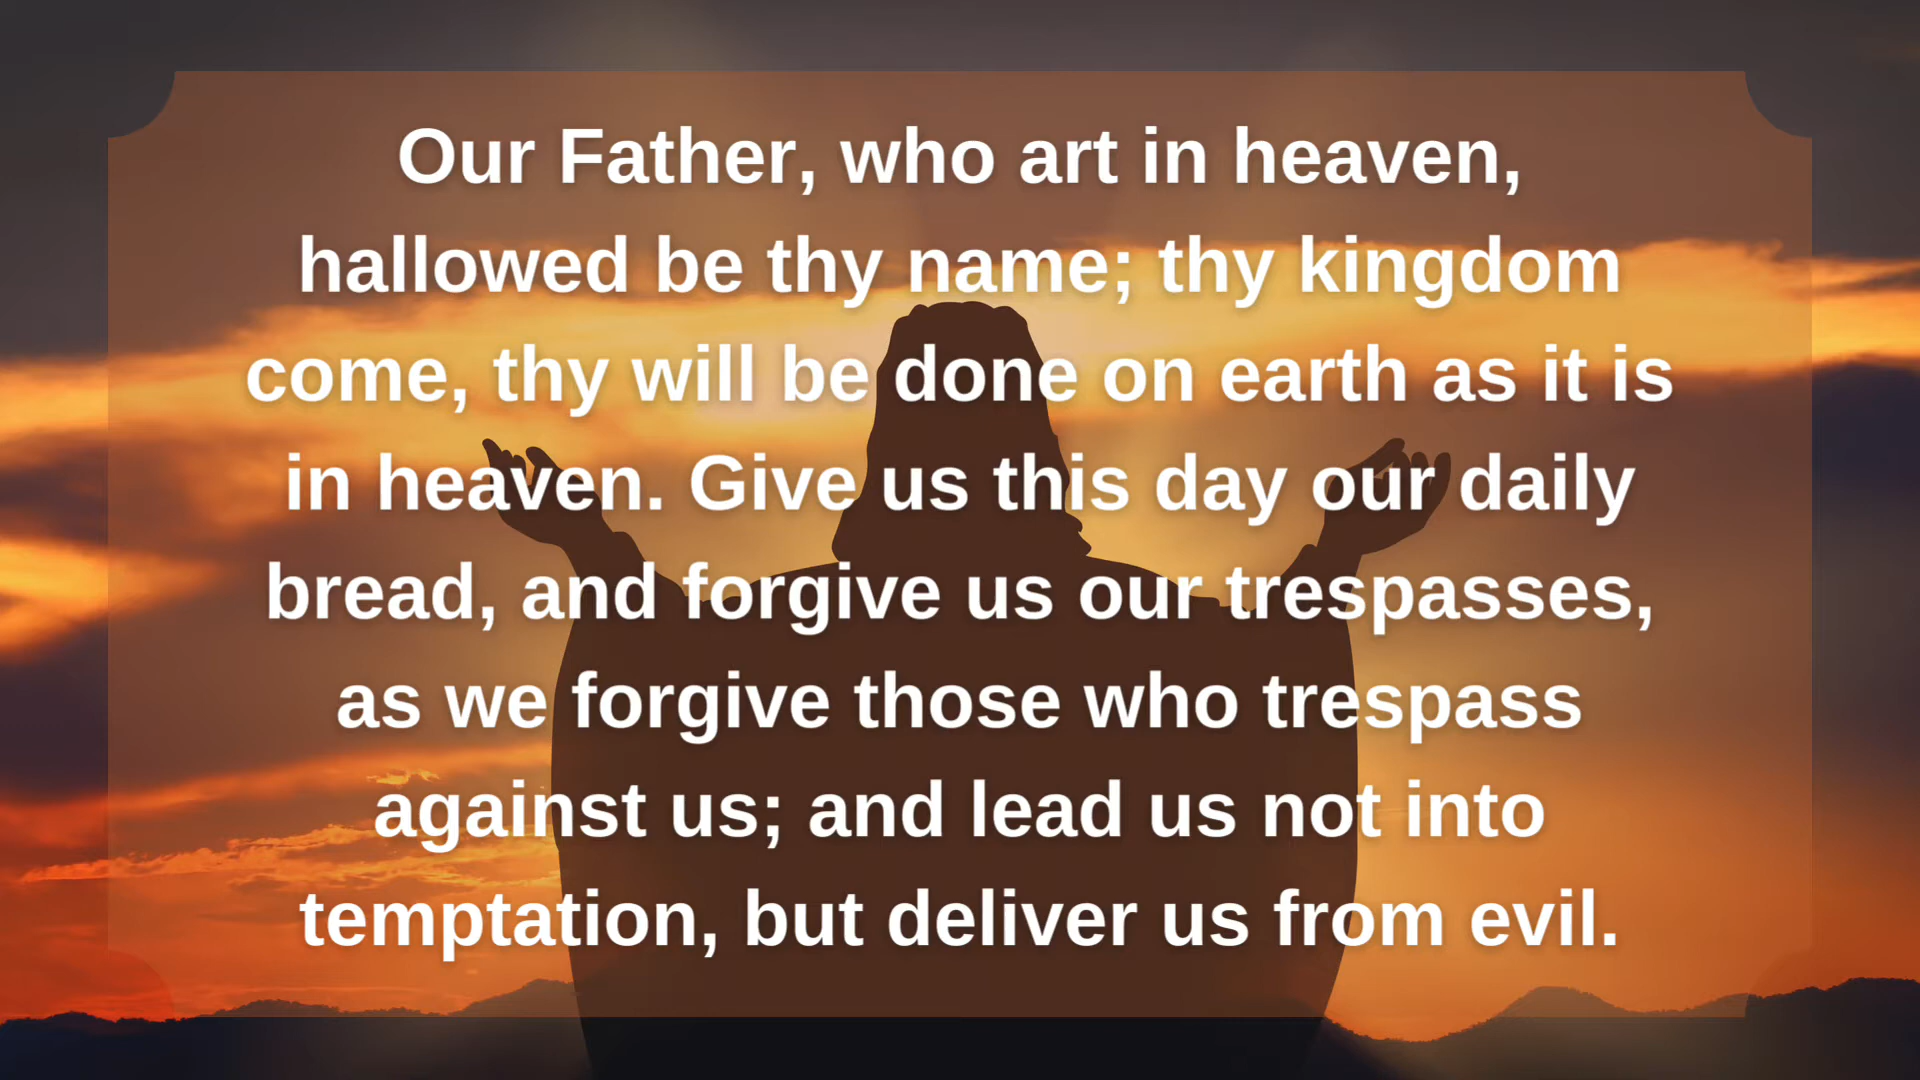 Our Father, who art in heaven,
hallowed be thy name; thy kingdom
come, thy will be done on earth as it is
in heaven. Give us this day our daily
bread, and forgive us our trespasses,
as we forgive those who trespass
against us; and lead us not into
temptation, but deliver us from evil.